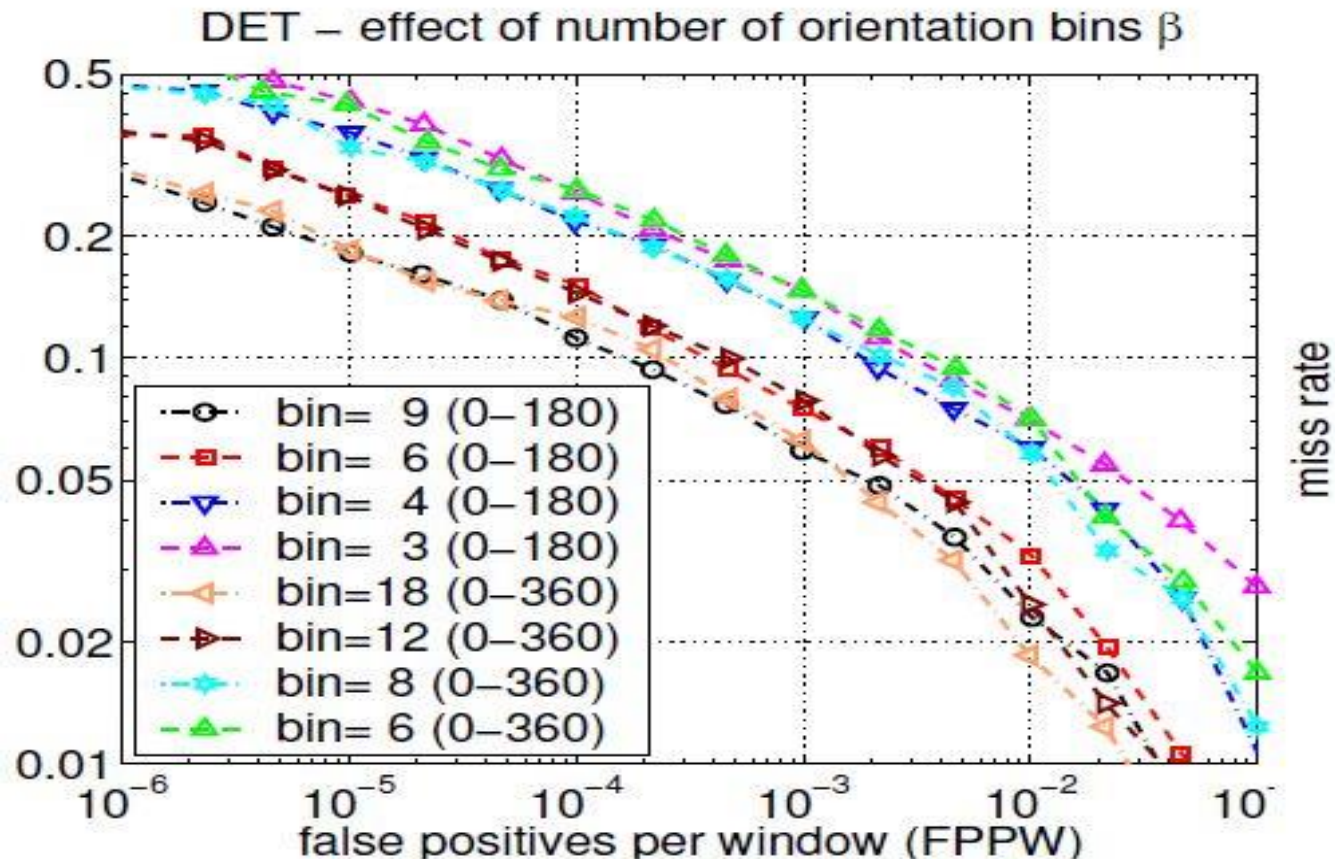 DET – effect of number of orientation bins β
0.5
0.2
0.1
0.05
0.02
0.01
bin= 9 (0–180)
bin= 6 (0–180)
bin= 4 (0–180)
bin= 3 (0–180)
bin=18 (0–360)
bin=12 (0–360)
bin= 8 (0–360)
bin= 6 (0–360)
miss rate
10⁻⁶ 10⁻⁵ 10⁻⁴ 10⁻³ 10⁻² 10⁻
false positives per window (FPPW)